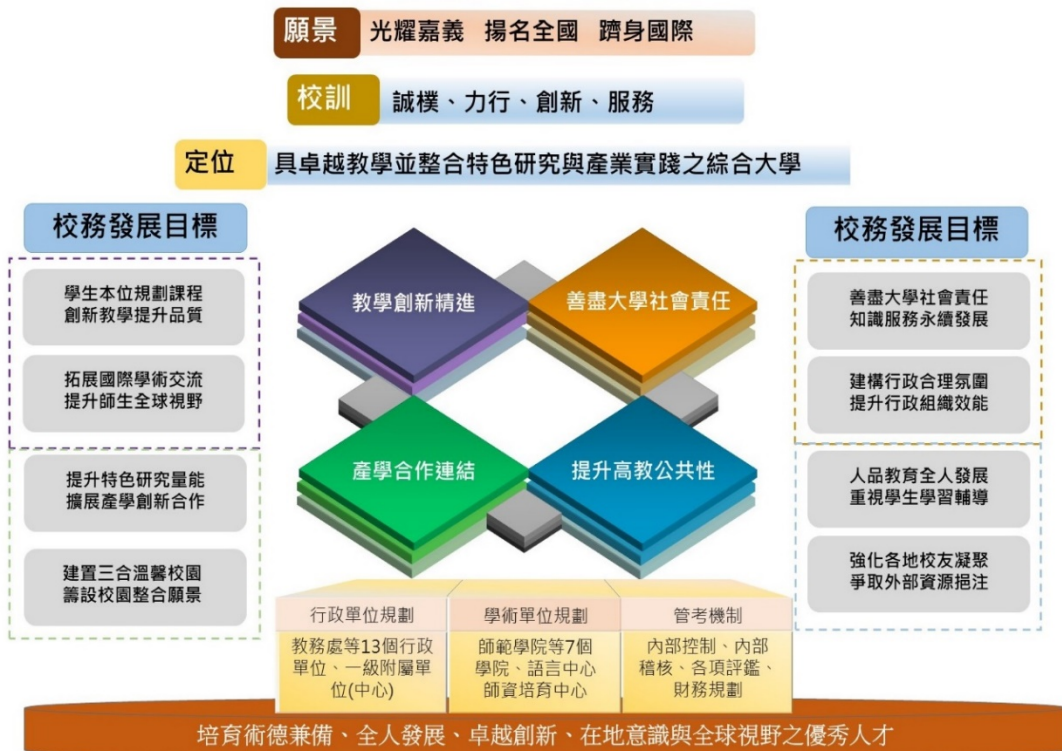 願景 光耀嘉義 揚名全國 躋身國際
校訓 誠樸、力行、創新、服務
定位 具卓越教學並整合特色研究與產業實踐之綜合大學
校務發展目標
學生本位規劃課程
創新教學提升品質
拓展國際學術交流
提升師生全球視野
提升特色研究量能
擴展產學創新合作
建置三合溫馨校園
籌設校園整合願景
教學創新精進
善盡大學社會責任
產學合作連結
提升高教公共性
校務發展目標
善盡大學社會責任
知識服務永續發展
建構行政合理氛圍
提升行政組織效能
人品教育全人發展
重視學生學習輔導
強化各地校友凝聚
爭取外部資源挹注
行政單位規劃
教務處等13個行政
單位、一級附屬單
位(中心)
學術單位規劃
師範學院等7個
學院、語言中心
師資培育中心
管考機制
內部控制、內部
稽核、各項評鑑、
財務規劃
培育術德兼備、全人發展、卓越創新、在地意識與全球視野之優秀人才